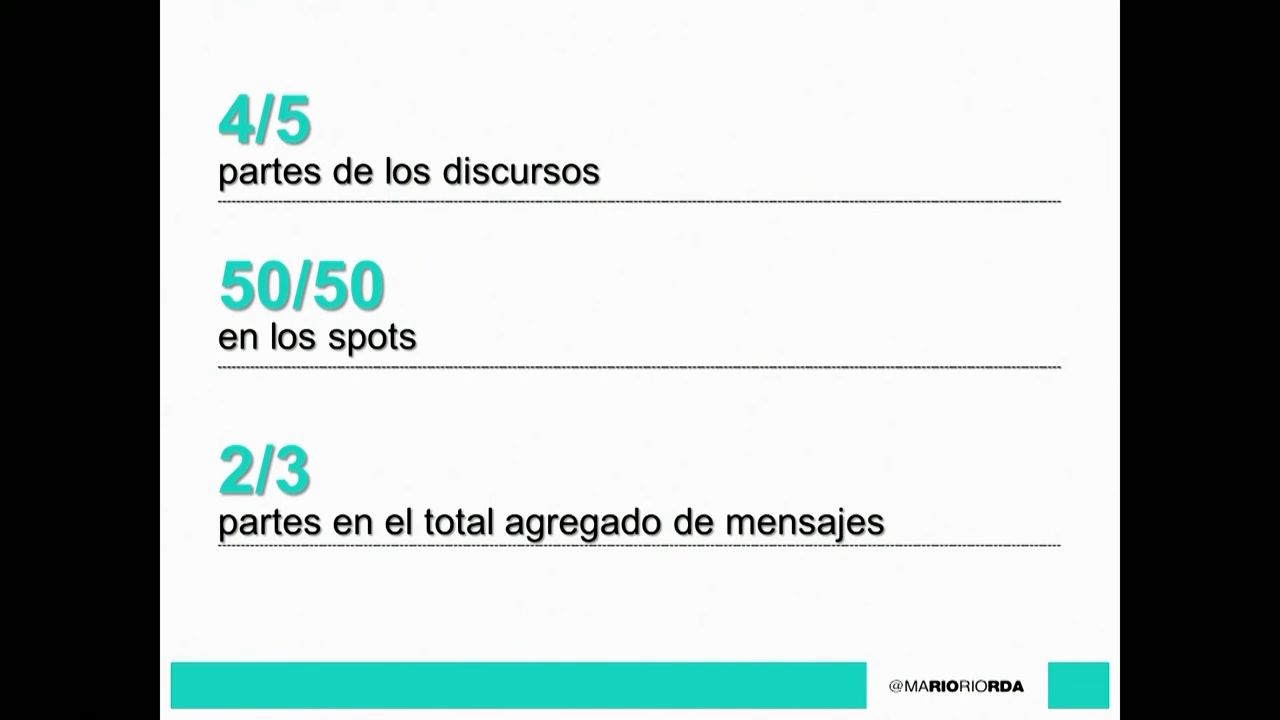 4/5
partes de los discursos
50/50
en los spots
2/3
partes en el total agregado de mensajes
@MARIORIORDA